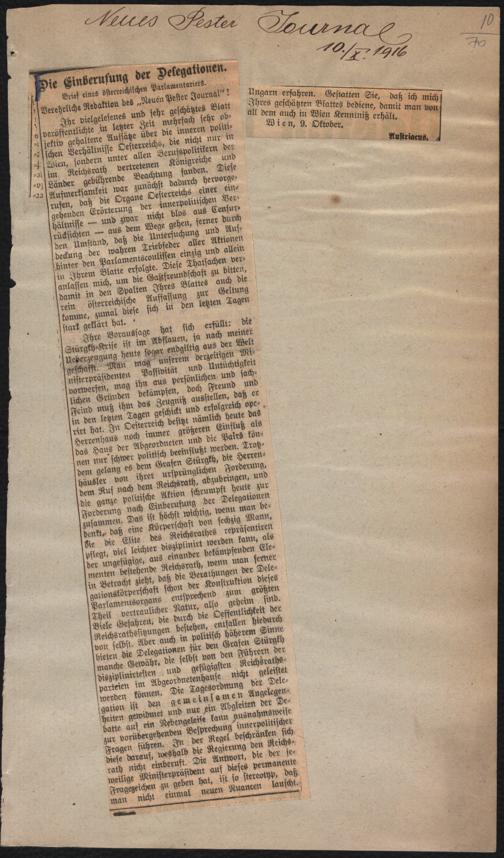 Neues Pester Journal
10./X. 1916
10
70
Die Einberufung der Delegationen.
Brief eines österreichischen Parlamentariers.
Verehrliche Redaktion des „Neuen Pester Journal"!
Ihr vielgelesenes und sehr geschätztes Blatt
veröffentlichte in letzter Zeit mehrfach sehr ob-
jektiv gehaltene Aufsätze über die inneren politi-
schen Verhältnisse Oesterreichs, die nicht nur in
Wien, sondern unter allen Berufspolitikern der
im Reichsrath vertretenen Königreiche und
Länder gebührende Beachtung fanden. Diese
Aufmerksamkeit war zunächst dadurch hervorge-
rufen, daß die Organe Oesterreichs einer ein-
gehenden Erörterung der innerpolitischen Ver-
hältnisse — und zwar nicht blos aus Censur-
rücksichten — aus dem Wege gehen, ferner durch
den Umstand, daß die Untersuchung und Auf-
deckung der wahren Triebfeder aller Aktionen
hinter den Parlamentscoulissen einzig und allein
in Ihrem Blatte erfolgte. Diese Thatsachen ver-
anlassen mich, um die Gastfreundschaft zu bitten,
damit in den Spalten Ihres Blattes auch die
rein österreichische Auffassung zur Geltung
komme, zumal diese sich in den letzten Tagen
stark geklärt hat.
Ihre Voraussage hat sich erfüllt: die
Stürgkh-Krise ist im Abflauen, ja nach meiner
Ueberzeugung heute sogar endgiltig aus der Welt
geschafft. Man mag unserem derzeitigen Mi-
nisterpräsidenten Passivität und Untüchtigkeit
vorwerfen, mag ihn aus persönlichen und sach-
lichen Gründen bekämpfen, doch Freund und
Feind muß ihm das Zeugniß ausstellen, daß er
in den letzten Tagen geschickt und erfolgreich ope-
rirt hat. In Oesterreich besitzt nämlich heute das
Herrenhaus noch immer größeren Einfluß als
das Haus der Abgeordneten und die Pairs kön-
nen nur schwer politisch beeinflußt werden. Trotz-
dem gelang es dem Grafen Stürgkh, die Herren-
häusler von ihrer ursprünglichen Forderung,
dem Ruf nach dem Reichsrath, abzubringen, und
die ganze politische Aktion schrumpft heute zur
Forderung nach Einberufung der Delegationen
zusammen. Das ist höchst wichtig, wenn man be-
denkt, daß eine Körperschaft von sechzig Mann,
die die Elite des Reichsrathes repräsentiren
pflegt, viel leichter disziplinirt werden kann, als
der ungefügige, aus einander bekämpfenden Ele-
menten bestehende Reichsrath, wenn man ferner
in Betracht zieht, daß die Berathungen der Dele-
gationskörperschaft schon der Konstruktion dieses
Parlamentsorgans entsprechend zum größten
Theil vertraulicher Natur, also geheim sind.
Viele Gefahren, die durch die Oeffentlichkeit der
Reichsrathssitzungen bestehen, entfallen hiedurch
von selbst. Aber auch in politisch höherem Sinne
bieten die Delegationen für den Grafen Stürgkh
manche Gewähr, die selbst von den Führern der
disziplinirtesten und gefügigsten Reichsraths-
parteien im Abgeordnetenhause nicht geleistet
werden können. Die Tagesordnung der Dele-
gation ist den gemeinsamen Angelegen-
heiten gewidmet und nur ein Abgleiten der De-
batte auf ein Nebengeleise kann ausnahmsweise
zur vorübergehenden Besprechung innerpolitischer
Fragen führen. In der Regel beschränken sich
diese darauf, weshalb die Regierung den Reichs-
rath nicht einberuft. Die Antwort, die der je-
weilige Ministerpräsident auf dieses permanente
Fragezeichen zu geben hat, ist so stereotyp, daß
man nicht einmal neuen Nuancen lauscht.
Ungarn erfahren. Gestatten Sie, daß ich mich
Ihres geschätzten Blattes bediene, damit man von
all dem auch in Wien Kenntniß erhält.
Wien, 9. Oktober.
Austriacus.